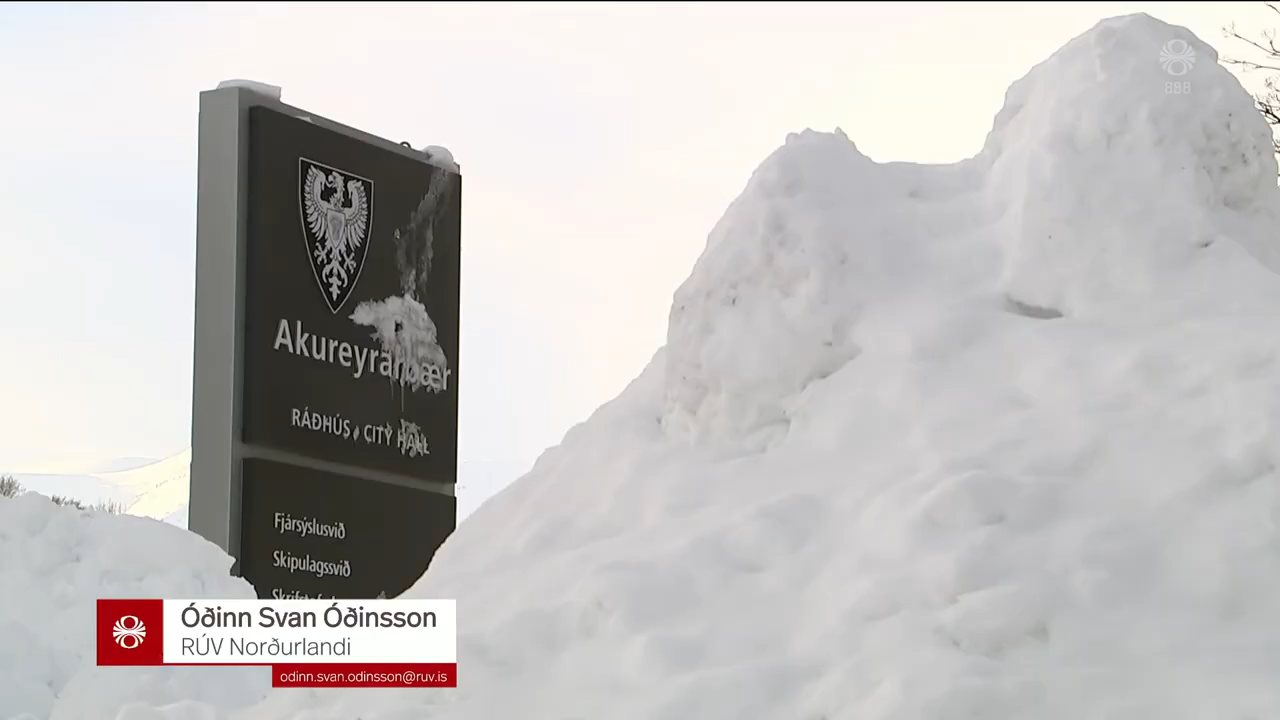 888
Akureyrarbær
RÁÐHÚS . CITY HALL
Fjársýslusvið
Skipulagssvið
Óðinn Svan Óðinsson
RÚV Norðurlandi
odinn.svan.odinsson@ruv.is